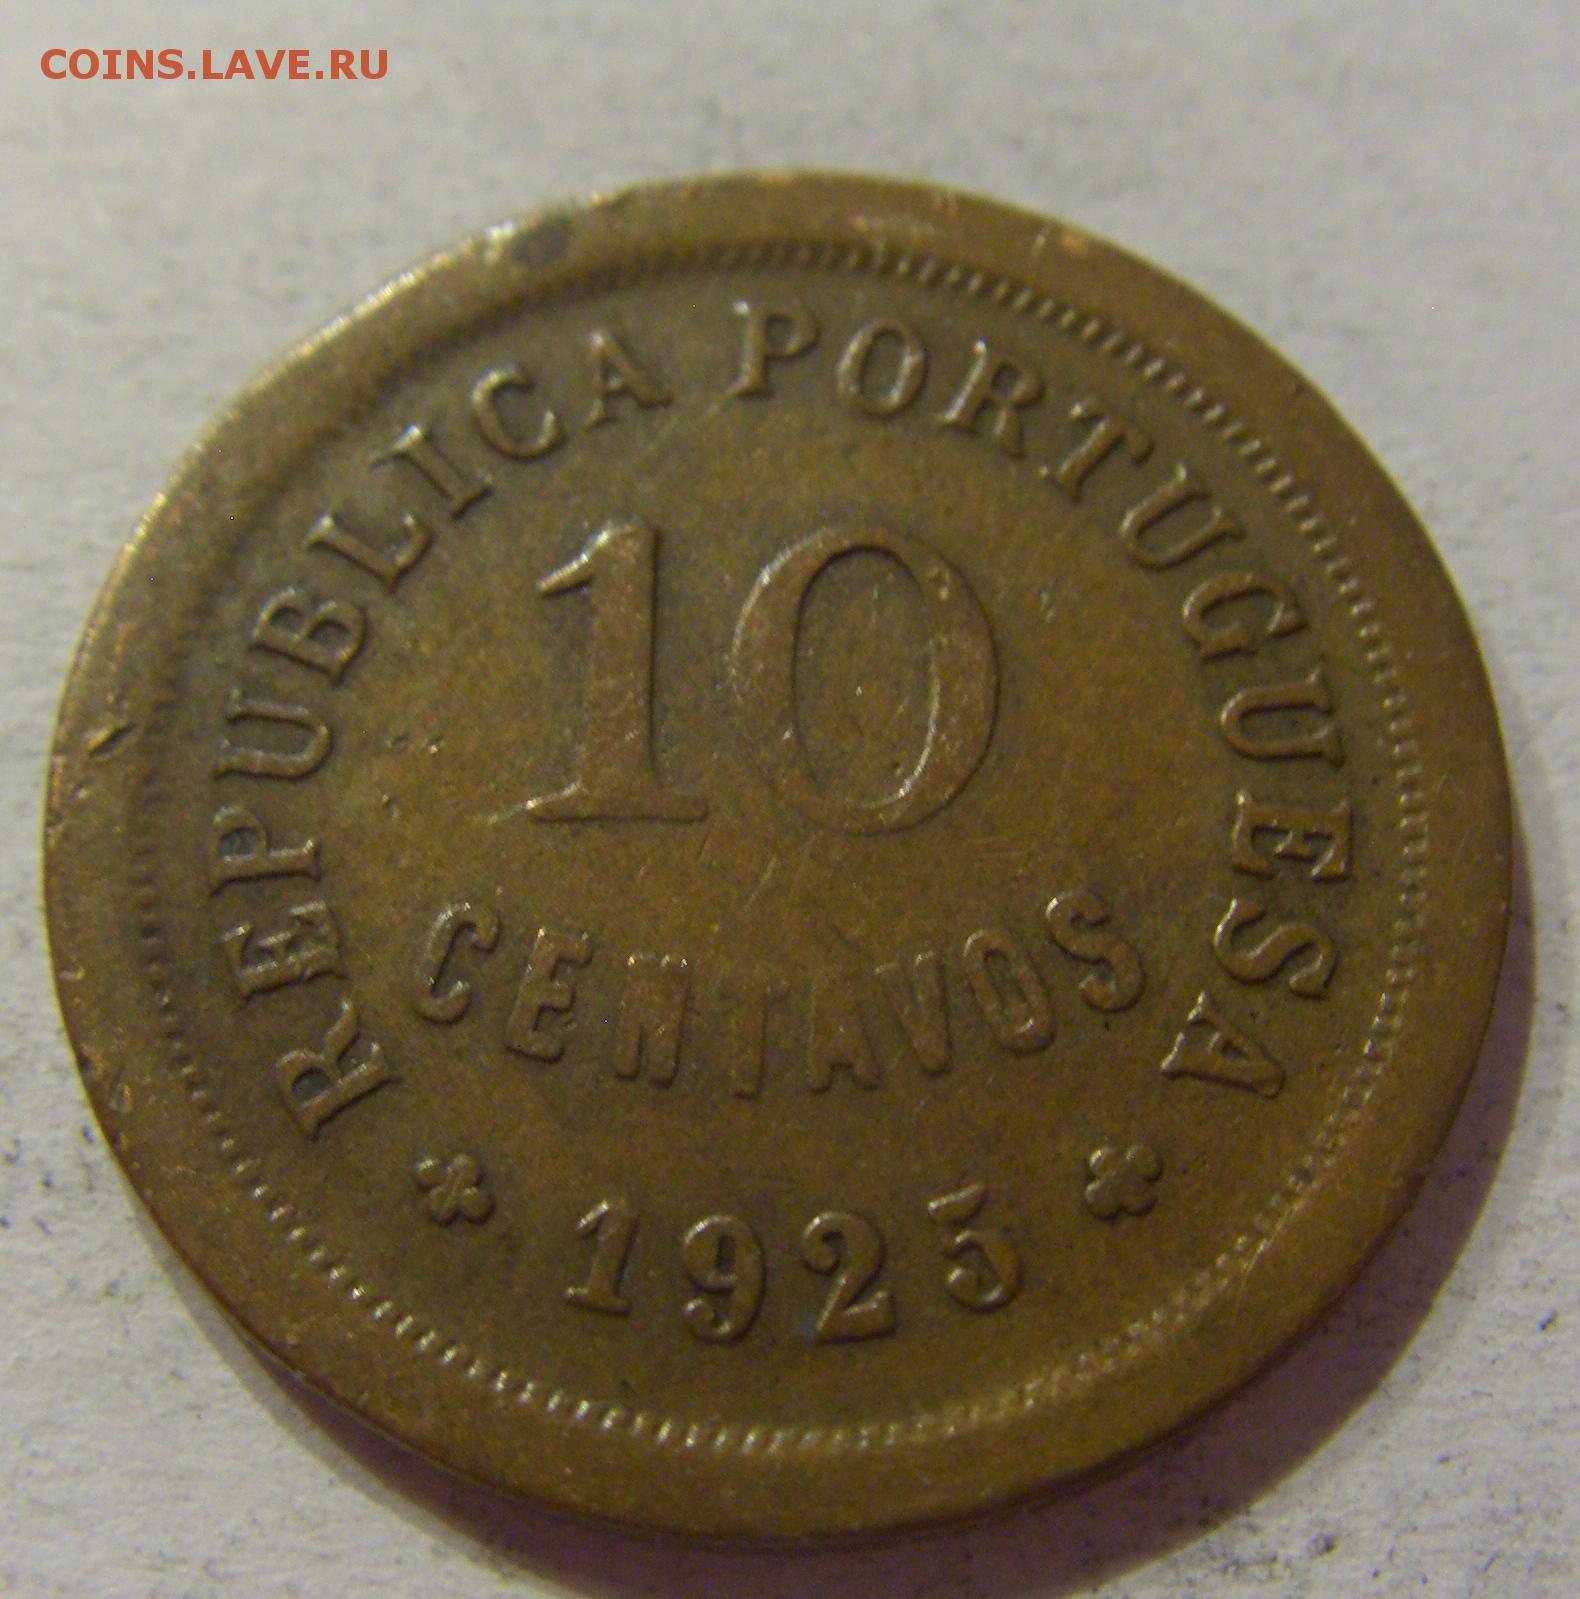 COINS.LAVE.RU
REPUBLICA PORTUGUESA
10
CENTAVOS
1925